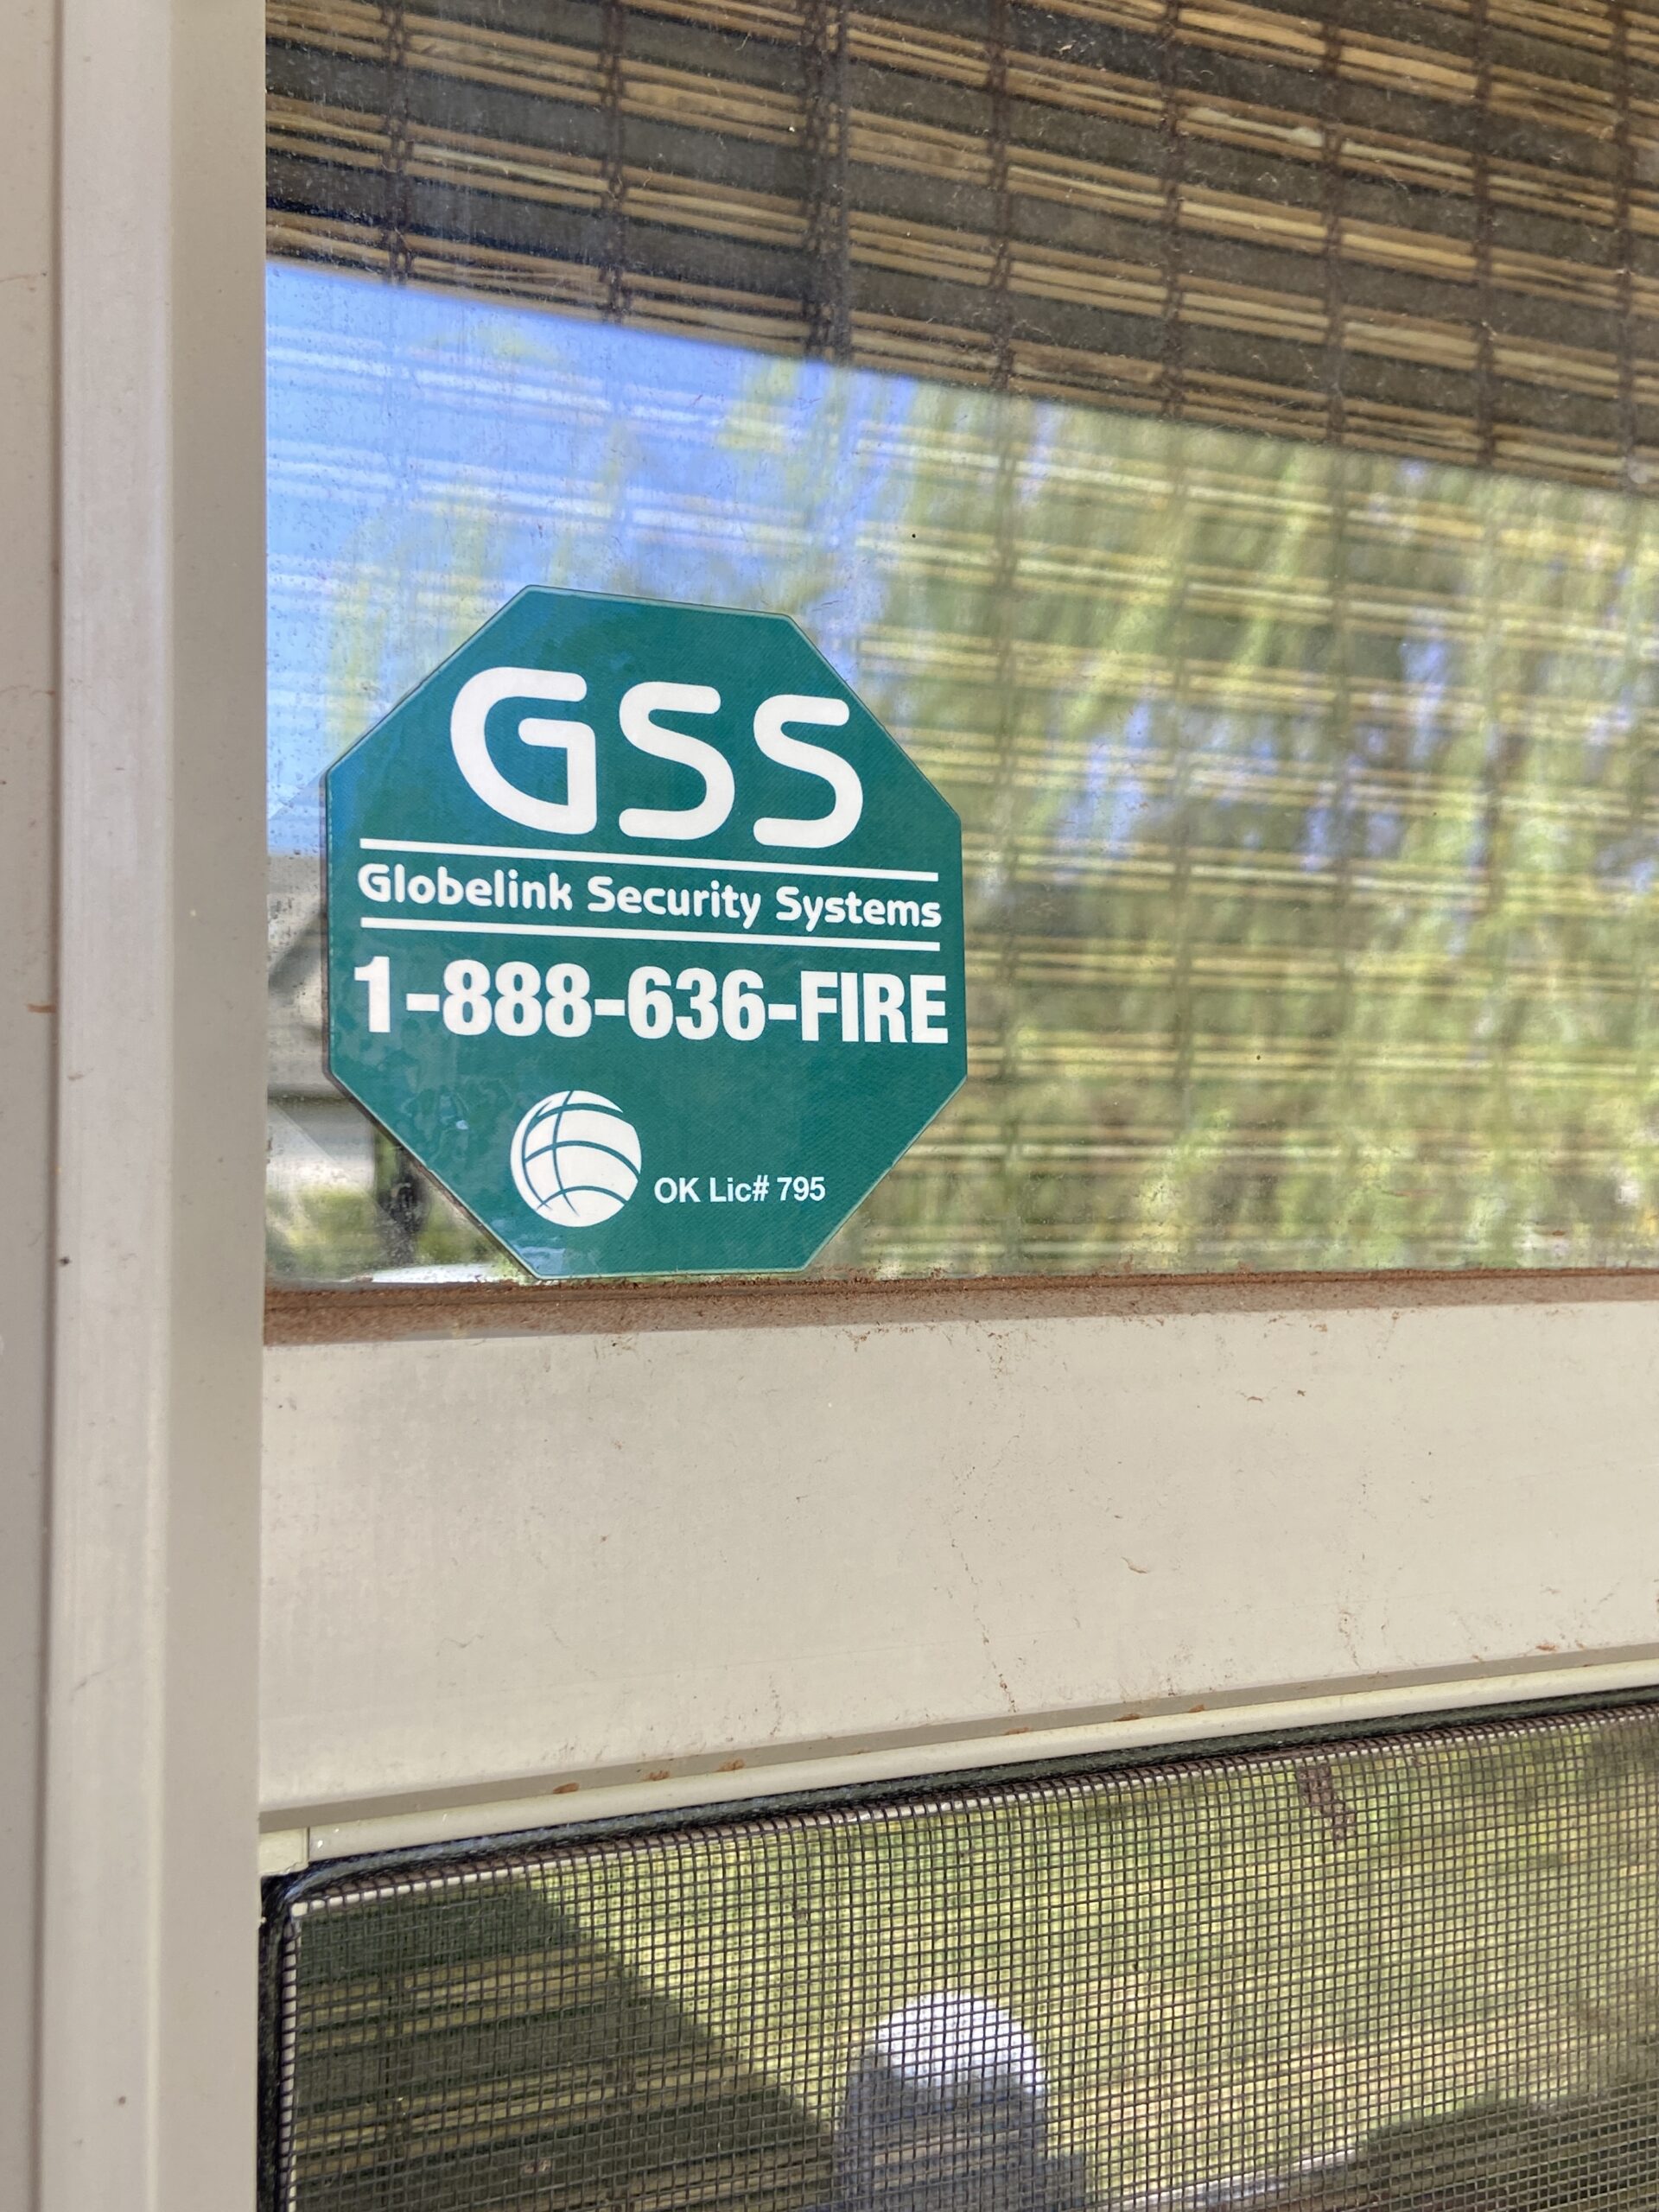 GSS
Globelink Security Systems
1-888-636-FIRE
OK Lic# 795